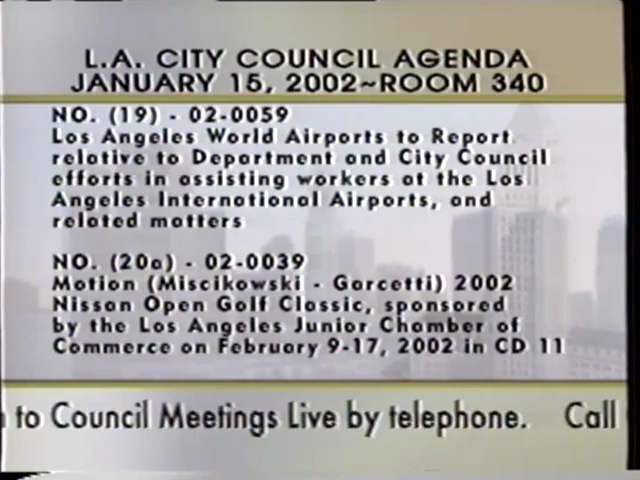 L.A. CITY COUNCIL AGENDA
JANUARY 15, 2002~ROOM 340
NO. (19) - 02-0059
Los Angeles World Airports to Report
relative to Department and City Council
efforts in assisting workers at the Los
Angeles International Airports, and
related matters
NO. (20a) - 02-0039
Motion (Miscikowski - Garcetti) 2002
Nissan Open Golf Classic, sponsored
by the Los Angeles Junior Chamber of
Commerce on February 9-17, 2002 in CD 11
to Council Meetings Live by telephone. Call